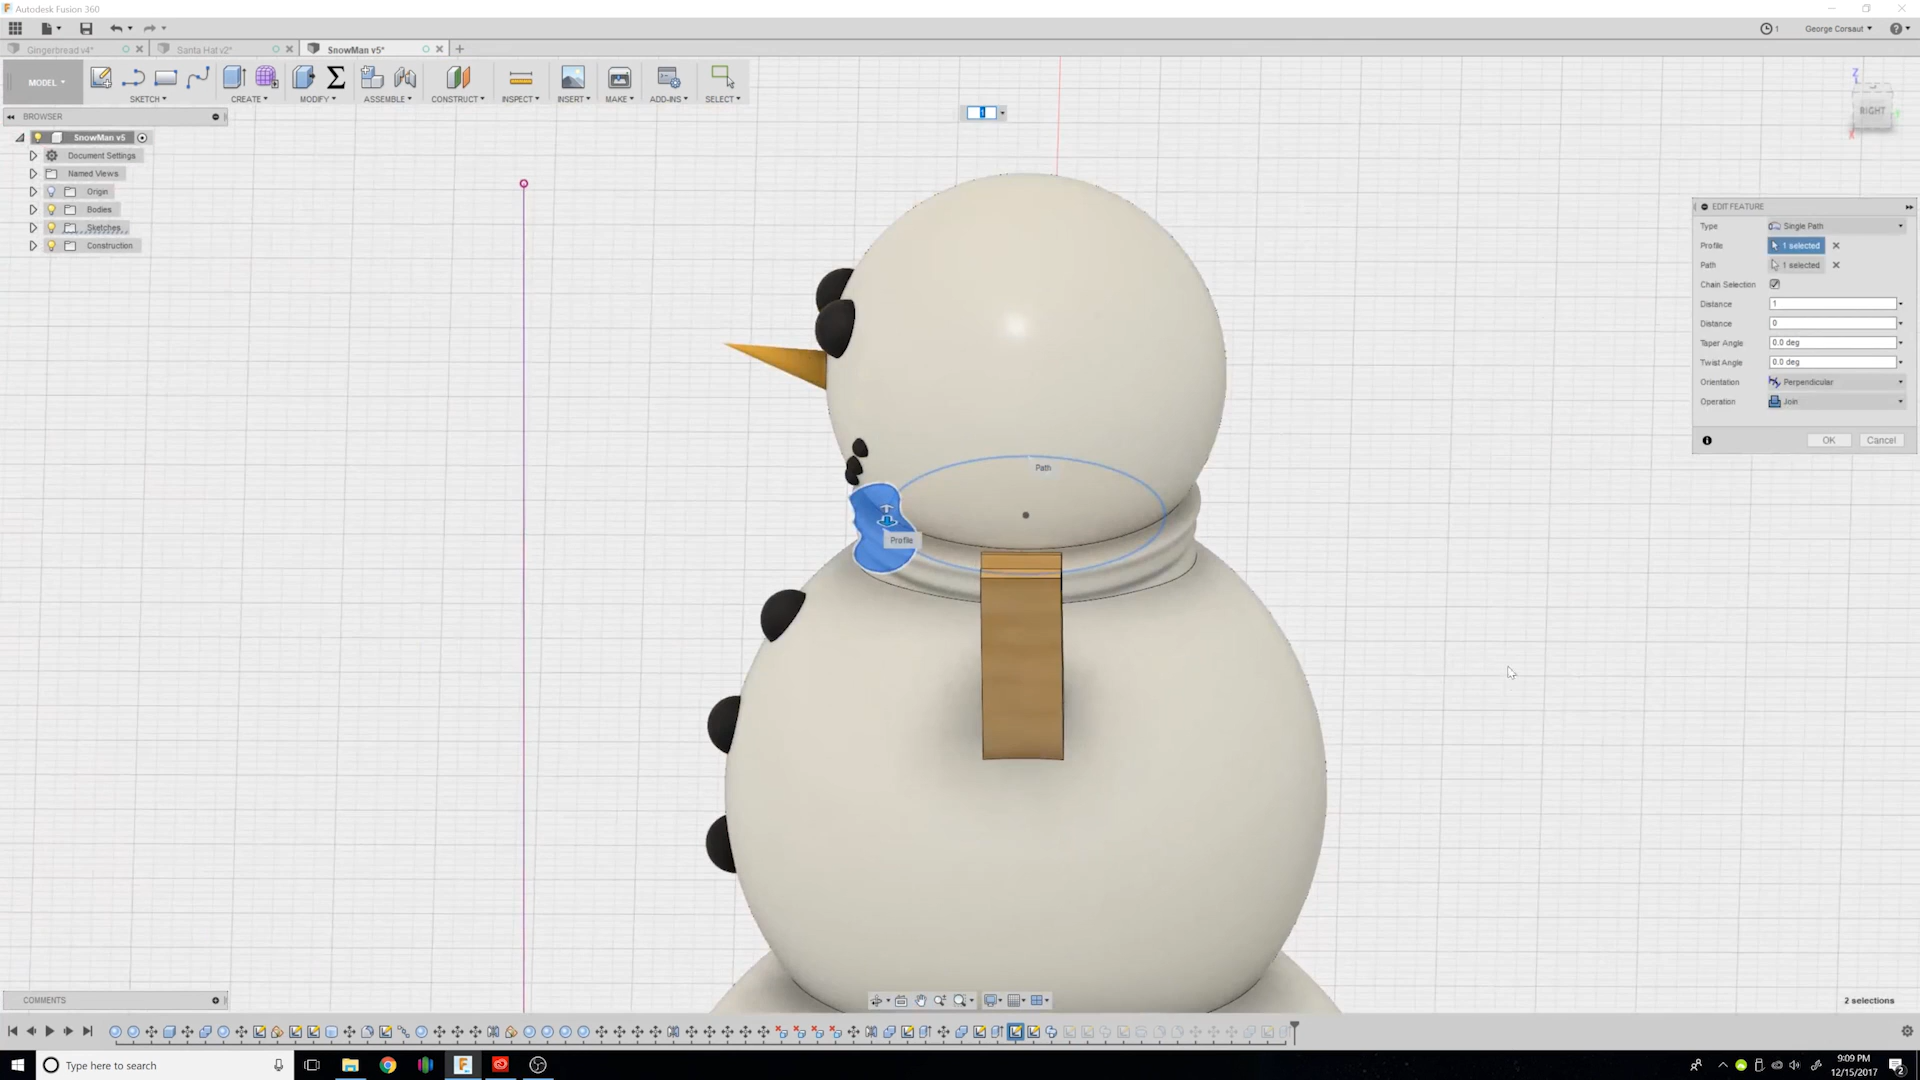 Autodesk Fusion 360
George Corsaut
1
Gingerbread v4*
Santa Hat v2*
SnowMan v5*
MODEL
SKETCH
CREATE
MODIFY
ASSEMBLE
CONSTRUCT
INSPECT
INSERT
MAKE
ADD-INS
SELECT
BROWSER
1
Z
RIGHT
X
SnowMan v5
Document Settings
Named Views
Origin
Bodies
Sketches
Construction
EDIT FEATURE
Type Single Path
Profile 1 selected
Path 1 selected
Chain Selection
Distance 1
Distance 0
Taper Angle 0.0 deg
Twist Angle 0.0 deg
Orientation Perpendicular
Operation Join
OK Cancel
Path
Profile
COMMENTS
2 selections
Type here to search
9:09 PM
12/15/2017
2